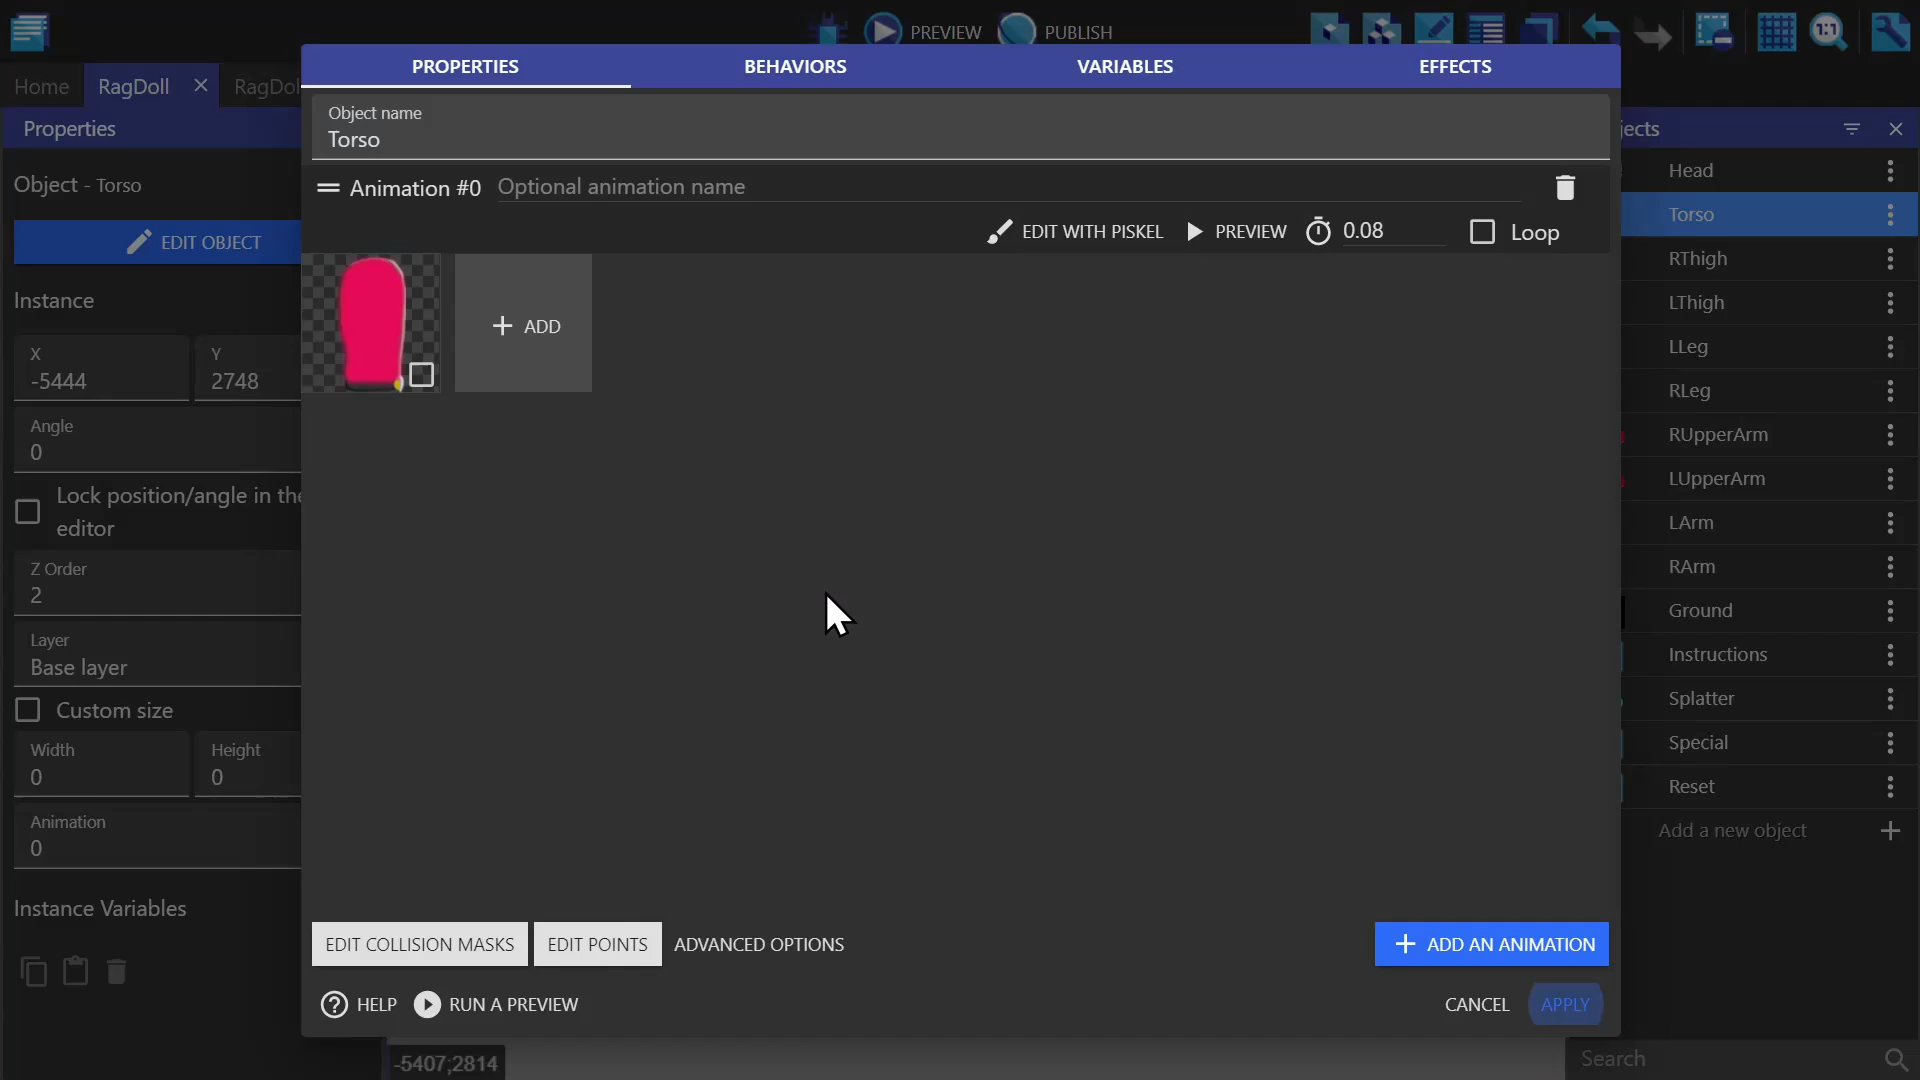 PREVIEW
PUBLISH
1:1
Home
RagDoll
RagDol
PROPERTIES
BEHAVIORS
VARIABLES
EFFECTS
Properties
Object - Torso
EDIT OBJECT
Instance
X
-5444
Y
2748
Angle
0
Lock position/angle in the
editor
Z Order
2
Layer
Base layer
Custom size
Width
0
Height
0
Animation
0
Instance Variables
Object name
Torso
Animation #0
Optional animation name
EDIT WITH PISKEL
PREVIEW
0.08
Loop
ADD
EDIT COLLISION MASKS
EDIT POINTS
ADVANCED OPTIONS
ADD AN ANIMATION
HELP
RUN A PREVIEW
CANCEL
APPLY
-5407;2814
jects
Head
Torso
RThigh
LThigh
LLeg
RLeg
RUpperArm
LUpperArm
LArm
RArm
Ground
Instructions
Splatter
Special
Reset
Add a new object
Search